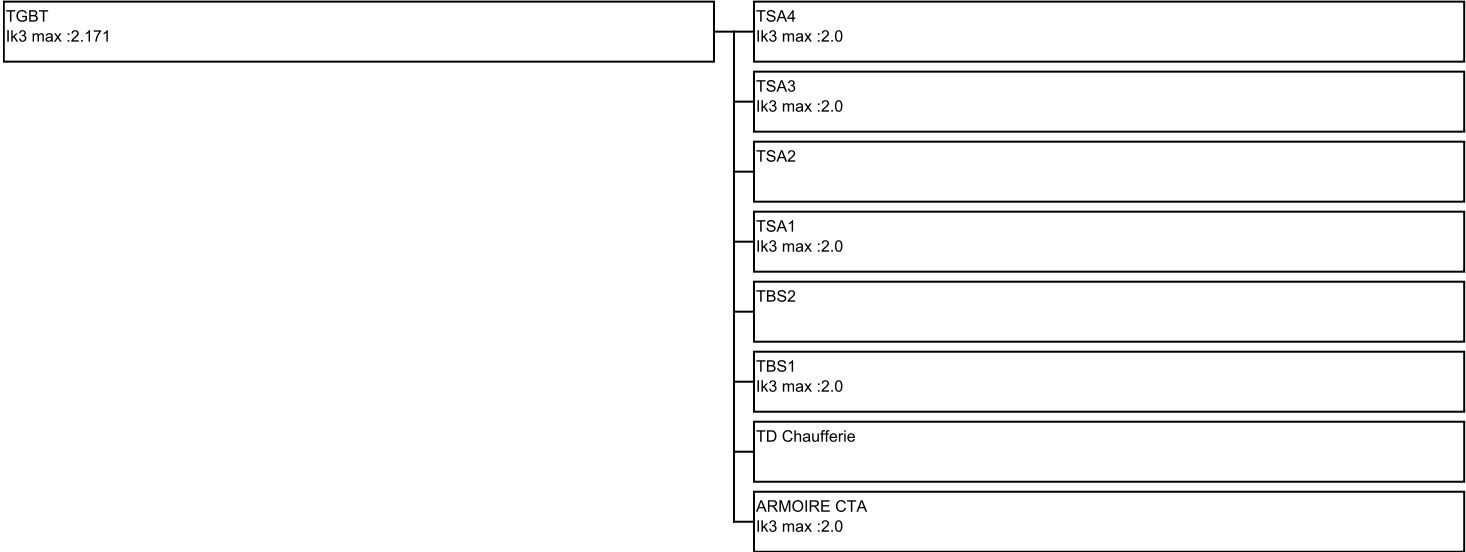 TGBT
Ik3 max :2.171
TSA4
Ik3 max :2.0
TSA3
Ik3 max :2.0
TSA2
TSA1
Ik3 max :2.0
TBS2
TBS1
Ik3 max :2.0
TD Chaufferie
ARMOIRE CTA
Ik3 max :2.0